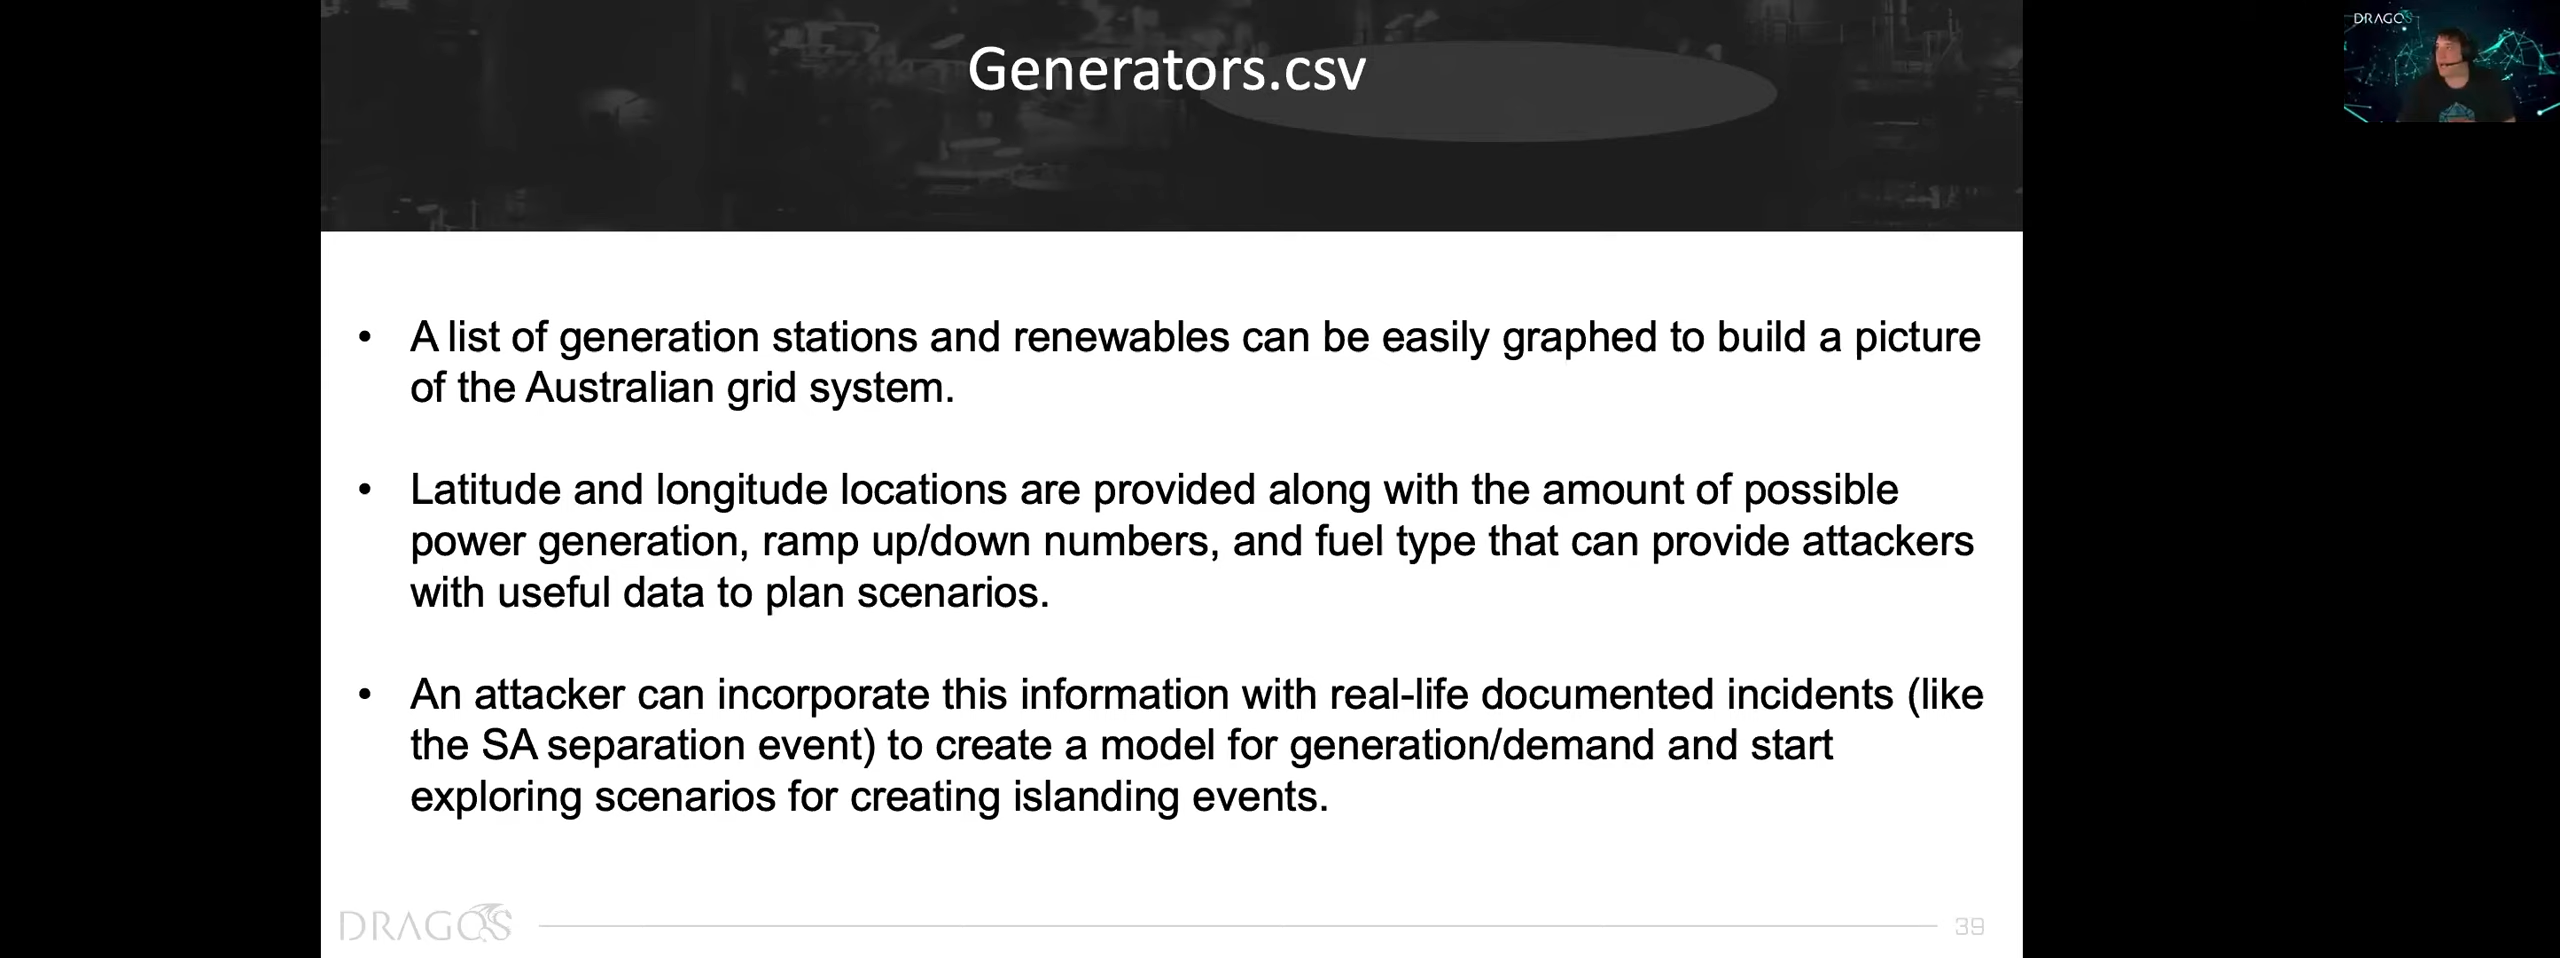 Generators.csv
DRAGOS
• A list of generation stations and renewables can be easily graphed to build a picture
of the Australian grid system.
• Latitude and longitude locations are provided along with the amount of possible
power generation, ramp up/down numbers, and fuel type that can provide attackers
with useful data to plan scenarios.
• An attacker can incorporate this information with real-life documented incidents (like
the SA separation event) to create a model for generation/demand and start
exploring scenarios for creating islanding events.
DRAGOS
39